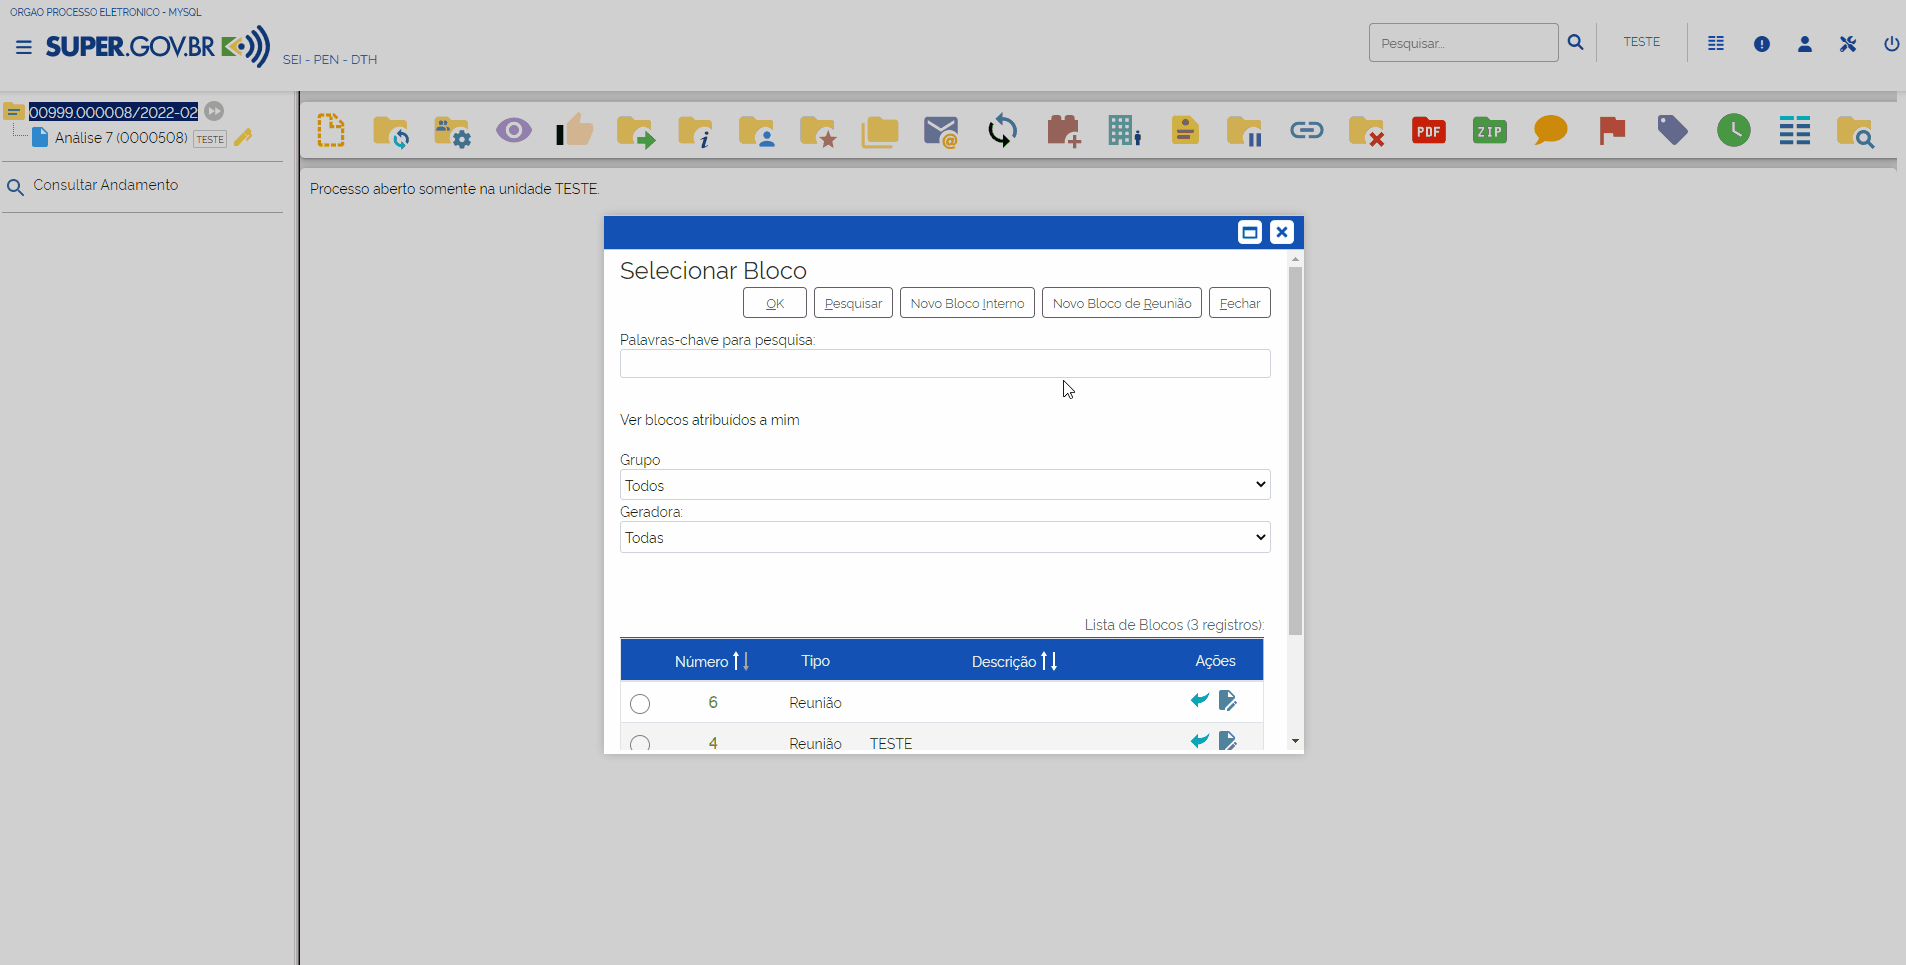 ORGAO PROCESSO ELETRONICO - MYSQL
SUPER.GOV.BR
SEI - PEN - DTH
Pesquisar...
TESTE
00999.000008/2022-02
Análise 7 (0000508) TESTE
Consultar Andamento
PDF
ZIP
Processo aberto somente na unidade TESTE.
Selecionar Bloco
OK
Pesquisar
Novo Bloco Interno
Novo Bloco de Reunião
Fechar
Palavras-chave para pesquisa:
Ver blocos atribuídos a mim
Grupo
Todos
Geradora:
Todas
Lista de Blocos (3 registros):
Número Tipo Descrição Ações
6 Reunião
4 Reunião TESTE